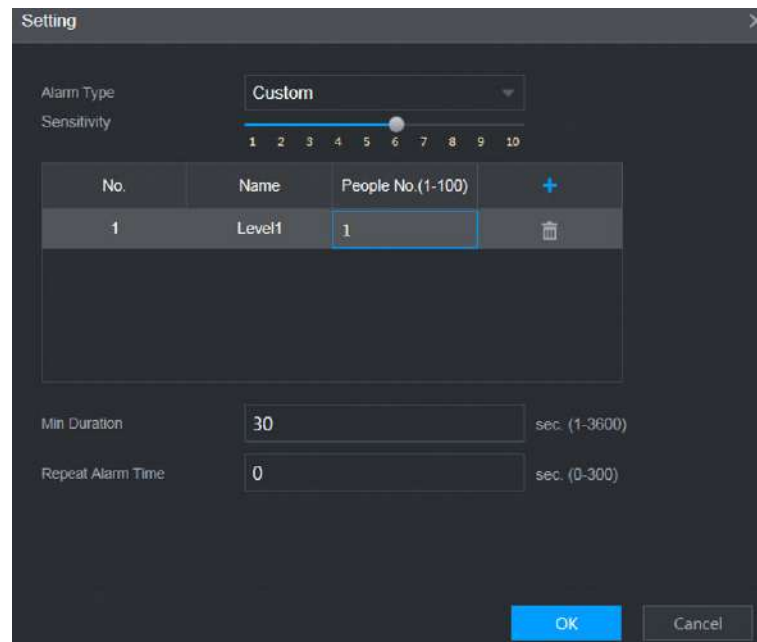 Setting
Alarm Type Custom
Sensitivity
1 2 3 4 5 6 7 8 9 10
No. Name People No.(1-100) +
1 Level1 1
Min Duration 30 sec. (1-3600)
Repeat Alarm Time 0 sec. (0-300)
OK Cancel